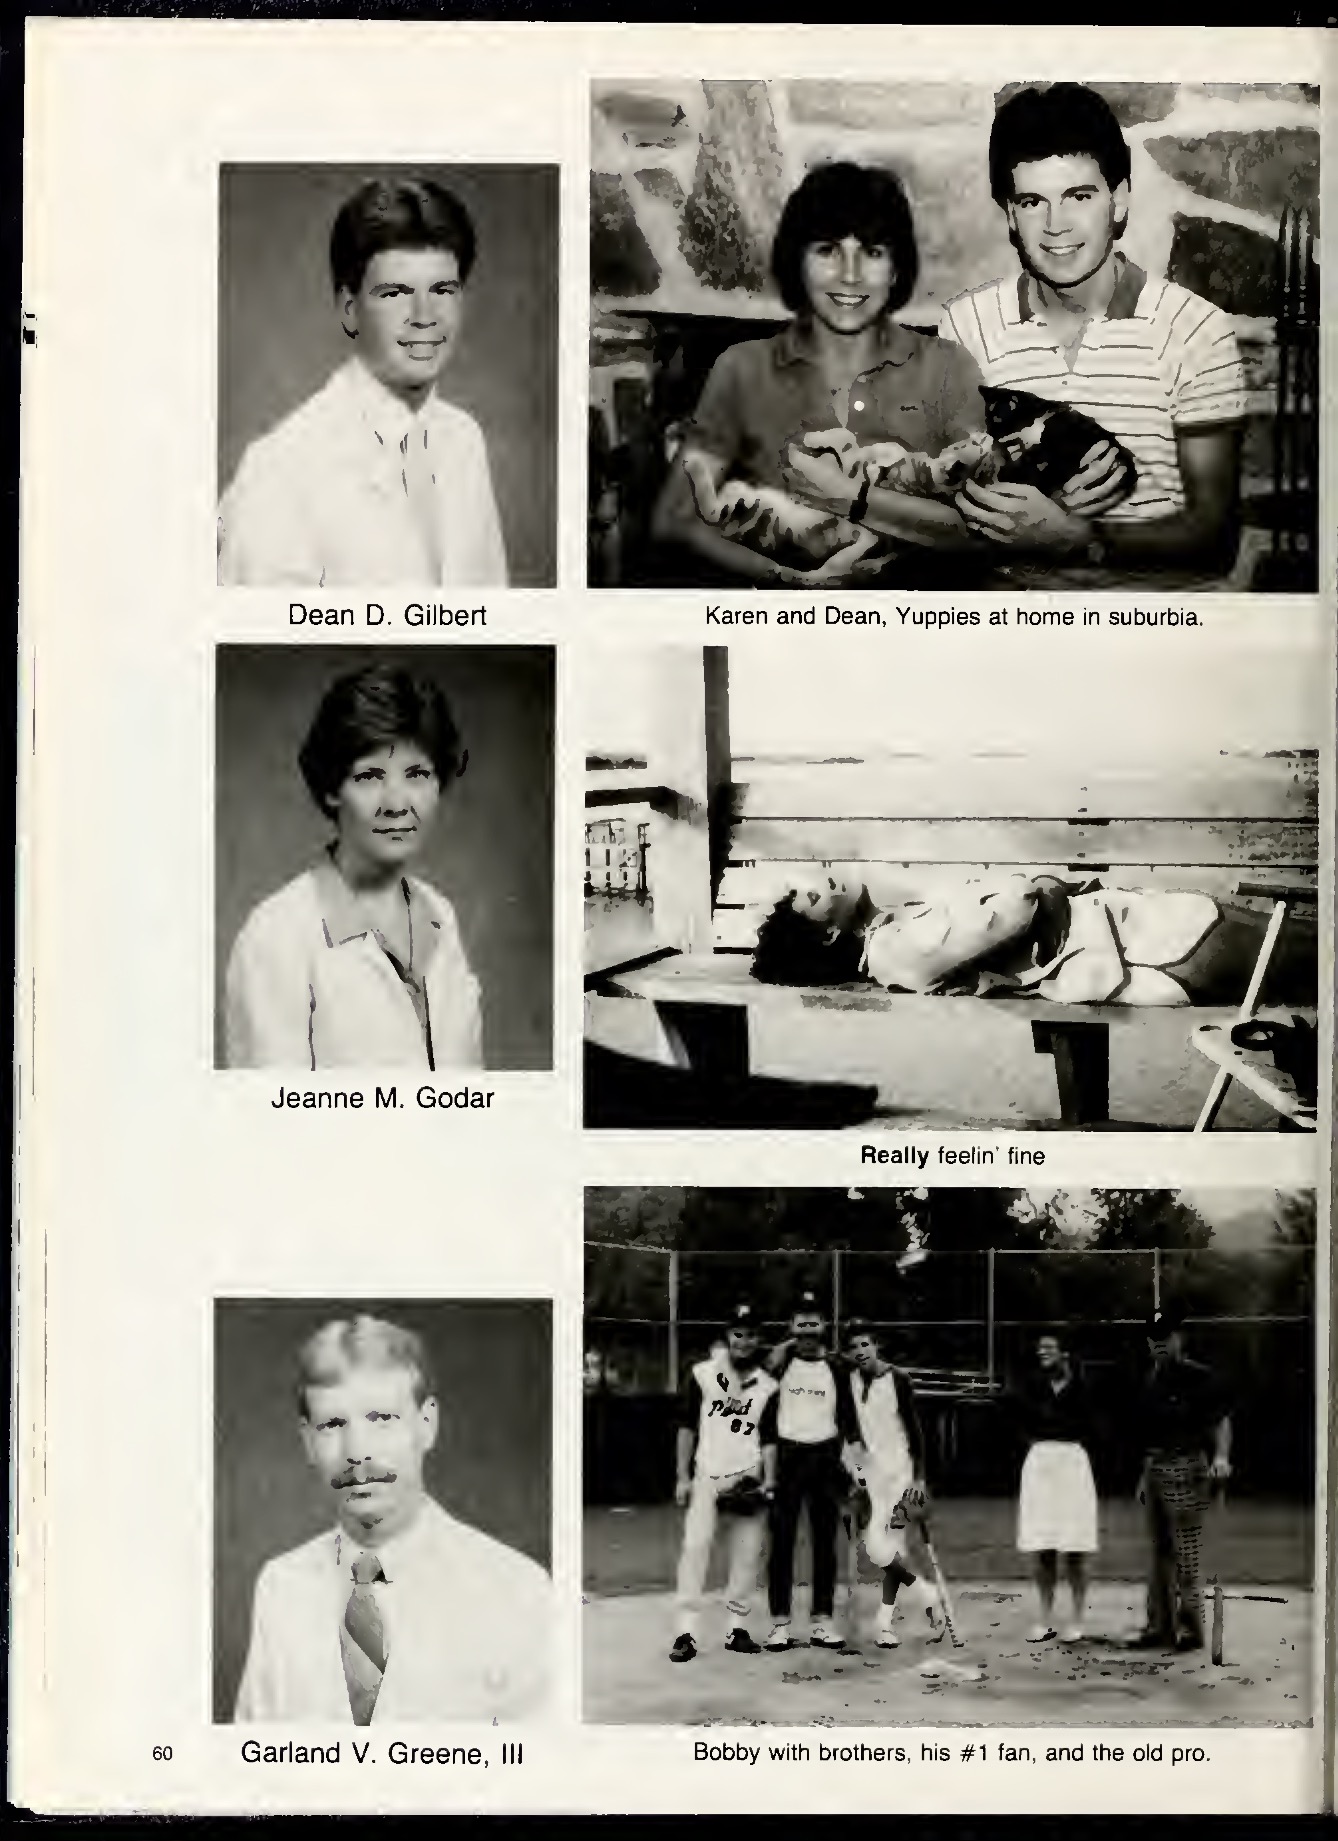 Dean D. Gilbert
Karen and Dean, Yuppies at home in suburbia.
Jeanne M. Godar
Really feelin' fine
87
60
Garland V. Greene, III
Bobby with brothers, his #1 fan, and the old pro.